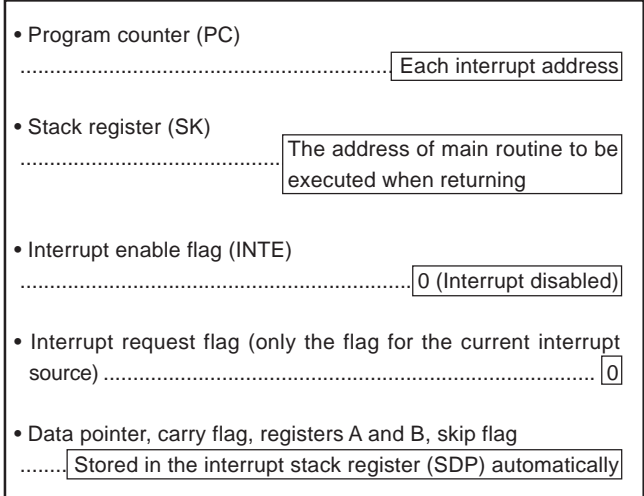 • Program counter (PC)
............................................................... Each interrupt address
• Stack register (SK)
............................................ The address of main routine to be
executed when returning
• Interrupt enable flag (INTE)
.................................................................. 0 (Interrupt disabled)
• Interrupt request flag (only the flag for the current interrupt
source) ................................................................................... 0
• Data pointer, carry flag, registers A and B, skip flag
........ Stored in the interrupt stack register (SDP) automatically